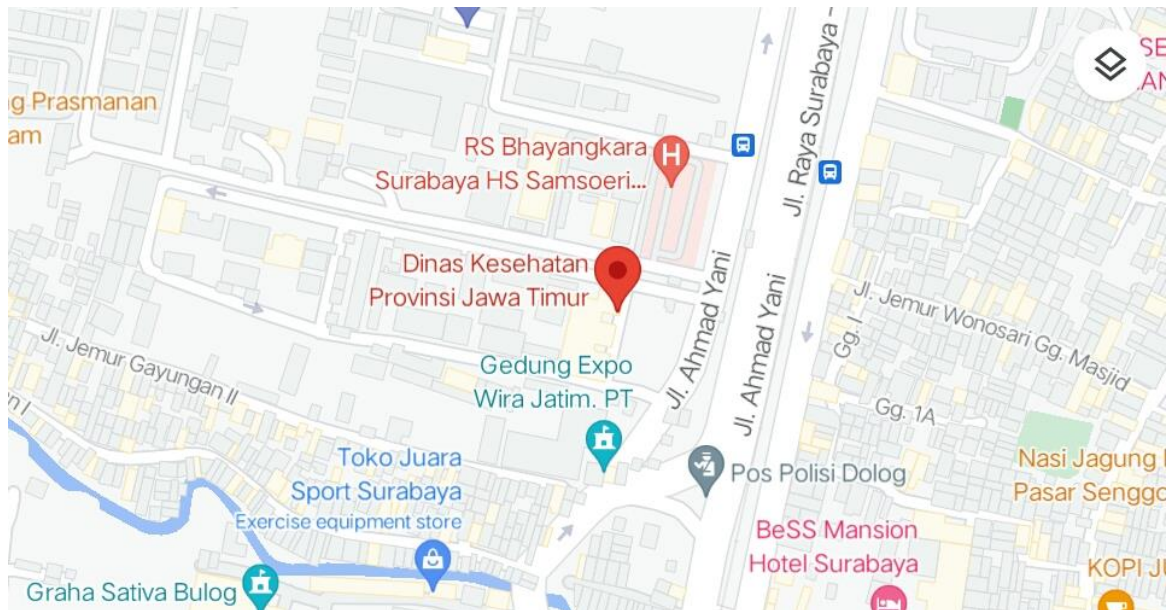 SE
AN
g Prasmanan
am
RS Bhayangkara
Surabaya HS Samsoeri...
H
Jl. Raya Surabaya -
Dinas Kesehatan
Provinsi Jawa Timur
Jl. Ahmad Yani
Jl. Ahmad Yani
Gg. I
Jl. Jemur Wonosari Gg. Masjid
Jl. Jemur Gayungan II
n I
Gedung Expo
Wira Jatim. PT
Gg. 1A
Toko Juara
Sport Surabaya
Exercise equipment store
Pos Polisi Dolog
Nasi Jagung
Pasar Senggo
BeSS Mansion
Hotel Surabaya
Graha Sativa Bulog
KOPI JU